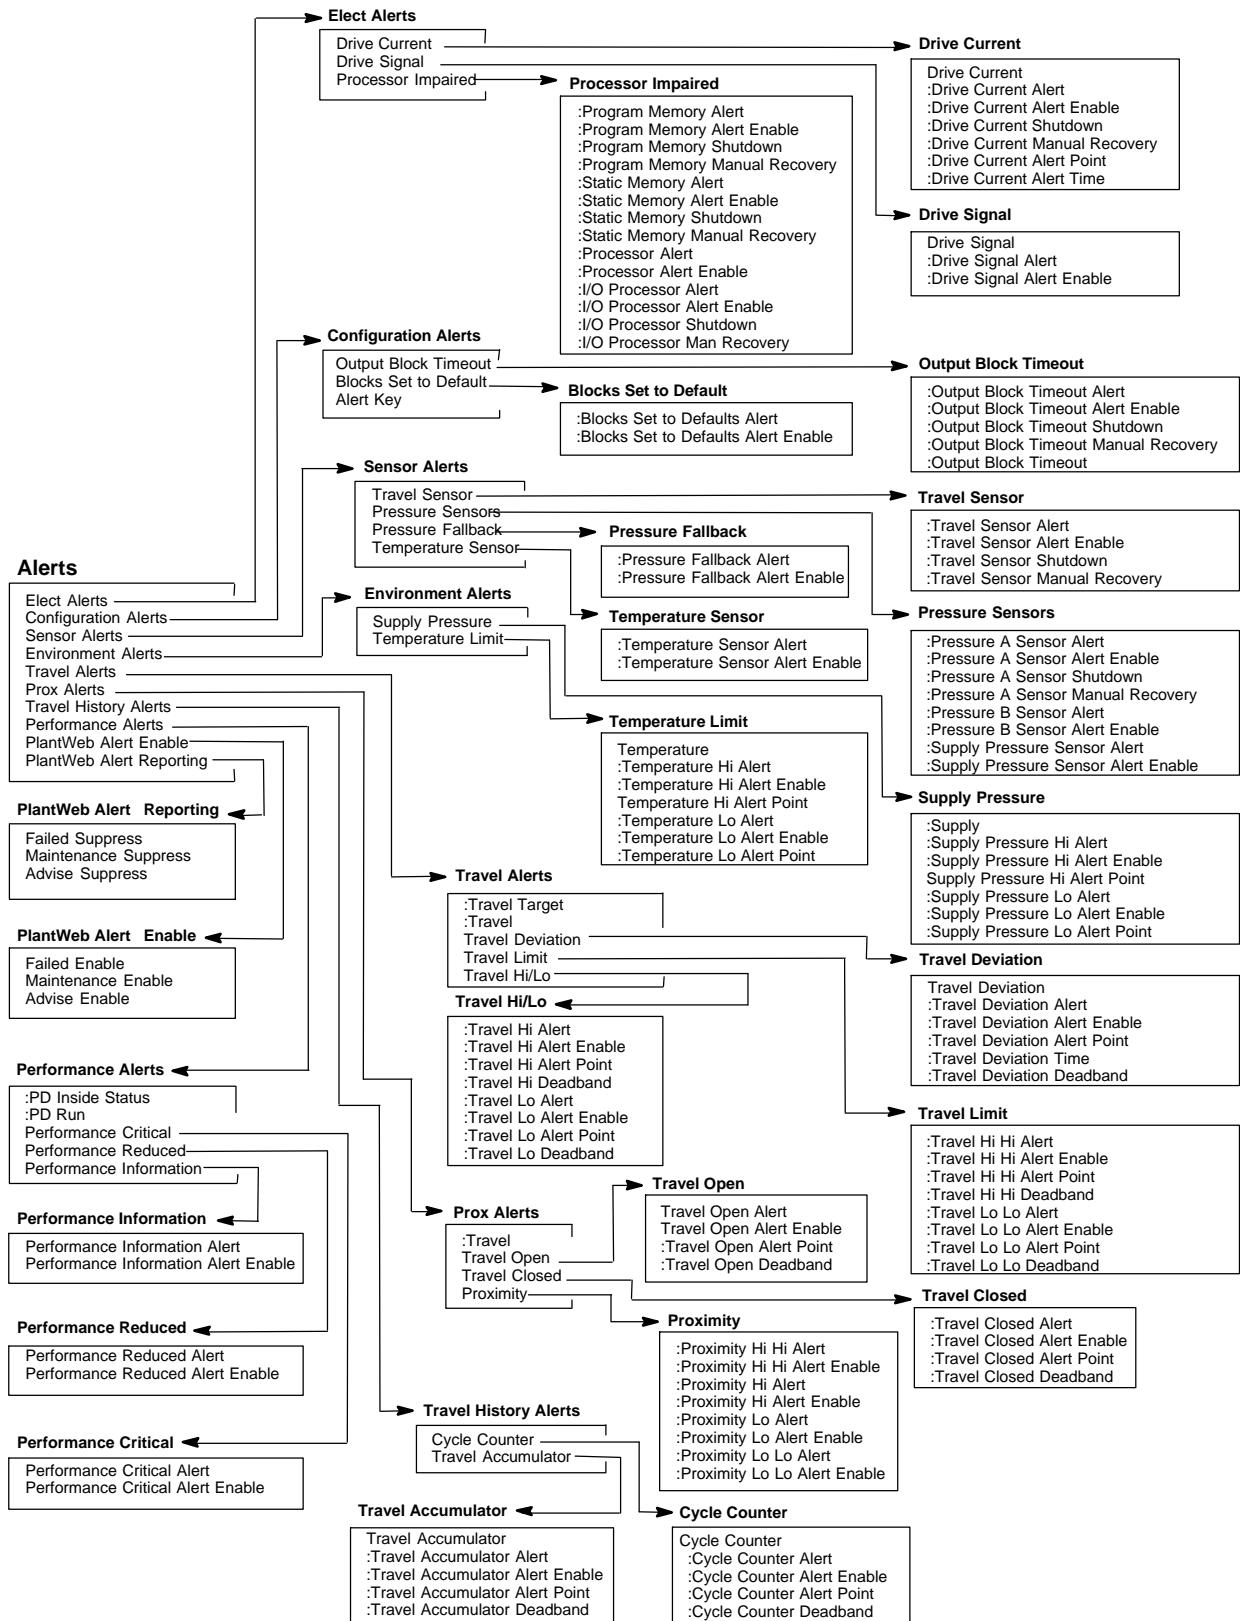 Elect Alerts
Drive Current
Drive Signal
Processor Impaired
Drive Current
Drive Current
:Drive Current Alert
:Drive Current Alert Enable
:Drive Current Shutdown
:Drive Current Manual Recovery
:Drive Current Alert Point
:Drive Current Alert Time
Processor Impaired
:Program Memory Alert
:Program Memory Alert Enable
:Program Memory Shutdown
:Program Memory Manual Recovery
:Static Memory Alert
:Static Memory Alert Enable
:Static Memory Shutdown
:Static Memory Manual Recovery
:Processor Alert
:Processor Alert Enable
:I/O Processor Alert
:I/O Processor Alert Enable
:I/O Processor Shutdown
:I/O Processor Man Recovery
Drive Signal
Drive Signal
:Drive Signal Alert
:Drive Signal Alert Enable
Configuration Alerts
Output Block Timeout
Blocks Set to Default
Alert Key
Blocks Set to Default
:Blocks Set to Defaults Alert
:Blocks Set to Defaults Alert Enable
Output Block Timeout
:Output Block Timeout Alert
:Output Block Timeout Alert Enable
:Output Block Timeout Shutdown
:Output Block Timeout Manual Recovery
:Output Block Timeout
Sensor Alerts
Travel Sensor
Pressure Sensors
Pressure Fallback
Temperature Sensor
Travel Sensor
:Travel Sensor Alert
:Travel Sensor Alert Enable
:Travel Sensor Shutdown
:Travel Sensor Manual Recovery
Pressure Fallback
:Pressure Fallback Alert
:Pressure Fallback Alert Enable
Alerts
Elect Alerts
Configuration Alerts
Sensor Alerts
Environment Alerts
Travel Alerts
Prox Alerts
Travel History Alerts
Performance Alerts
PlantWeb Alert Enable
PlantWeb Alert Reporting
Environment Alerts
Supply Pressure
Temperature Limit
Temperature Sensor
:Temperature Sensor Alert
:Temperature Sensor Alert Enable
Pressure Sensors
:Pressure A Sensor Alert
:Pressure A Sensor Alert Enable
:Pressure A Sensor Shutdown
:Pressure A Sensor Manual Recovery
:Pressure B Sensor Alert
:Pressure B Sensor Alert Enable
:Supply Pressure Sensor Alert
:Supply Pressure Sensor Alert Enable
Temperature Limit
Temperature
:Temperature Hi Alert
:Temperature Hi Alert Enable
Temperature Hi Alert Point
:Temperature Lo Alert
:Temperature Lo Alert Enable
:Temperature Lo Alert Point
Supply Pressure
:Supply
:Supply Pressure Hi Alert
:Supply Pressure Hi Alert Enable
Supply Pressure Hi Alert Point
:Supply Pressure Lo Alert
:Supply Pressure Lo Alert Enable
:Supply Pressure Lo Alert Point
PlantWeb Alert Reporting
Failed Suppress
Maintenance Suppress
Advise Suppress
PlantWeb Alert Enable
Failed Enable
Maintenance Enable
Advise Enable
Travel Alerts
:Travel Target
:Travel
Travel Deviation
Travel Limit
Travel Hi/Lo
Travel Deviation
Travel Deviation
:Travel Deviation Alert
:Travel Deviation Alert Enable
:Travel Deviation Alert Point
:Travel Deviation Time
:Travel Deviation Deadband
Travel Hi/Lo
:Travel Hi Alert
:Travel Hi Alert Enable
:Travel Hi Alert Point
:Travel Hi Deadband
:Travel Lo Alert
:Travel Lo Alert Enable
:Travel Lo Alert Point
:Travel Lo Deadband
Performance Alerts
:PD Inside Status
:PD Run
Performance Critical
Performance Reduced
Performance Information
Travel Limit
:Travel Hi Hi Alert
:Travel Hi Hi Alert Enable
:Travel Hi Hi Alert Point
:Travel Hi Hi Deadband
:Travel Lo Lo Alert
:Travel Lo Lo Alert Enable
:Travel Lo Lo Alert Point
:Travel Lo Lo Deadband
Performance Information
Performance Information Alert
Performance Information Alert Enable
Prox Alerts
:Travel
Travel Open
Travel Closed
Proximity
Travel Open
Travel Open Alert
Travel Open Alert Enable
:Travel Open Alert Point
:Travel Open Deadband
Travel Closed
:Travel Closed Alert
:Travel Closed Alert Enable
:Travel Closed Alert Point
:Travel Closed Deadband
Performance Reduced
Performance Reduced Alert
Performance Reduced Alert Enable
Proximity
:Proximity Hi Hi Alert
:Proximity Hi Hi Alert Enable
:Proximity Hi Alert
:Proximity Hi Alert Enable
:Proximity Lo Alert
:Proximity Lo Alert Enable
:Proximity Lo Lo Alert
:Proximity Lo Lo Alert Enable
Performance Critical
Performance Critical Alert
Performance Critical Alert Enable
Travel History Alerts
Cycle Counter
Travel Accumulator
Travel Accumulator
Travel Accumulator
:Travel Accumulator Alert
:Travel Accumulator Alert Enable
:Travel Accumulator Alert Point
:Travel Accumulator Deadband
Cycle Counter
Cycle Counter
:Cycle Counter Alert
:Cycle Counter Alert Enable
:Cycle Counter Alert Point
:Cycle Counter Deadband